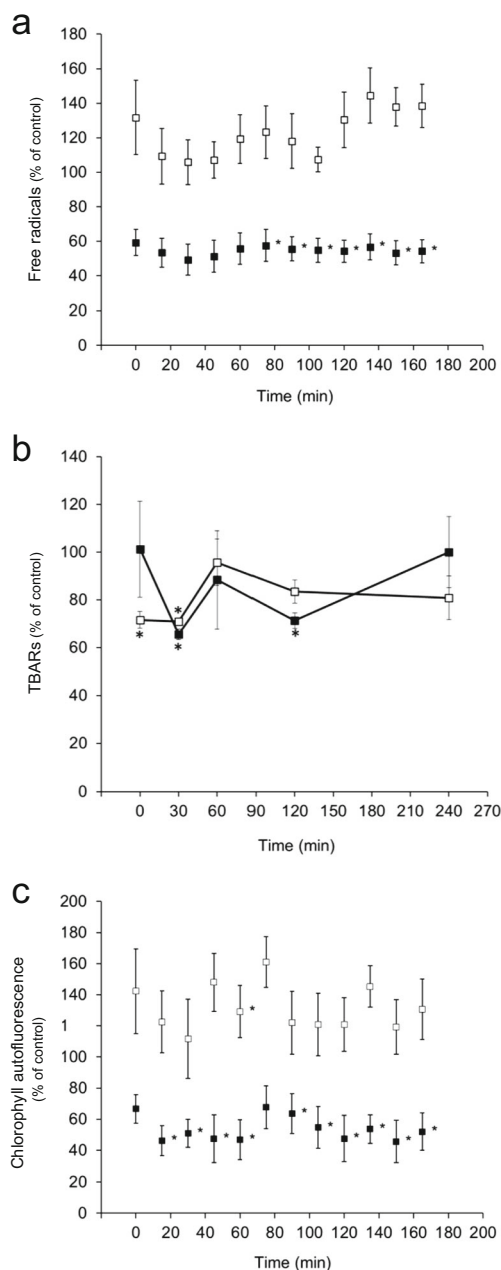 a
Free radicals (% of control)
180
160
140
120
100
80
60
40
20
0
0 20 40 60 80 100 120 140 160 180 200
Time (min)
b
TBARs (% of control)
140
120
100
80
60
40
20
0
0 30 60 90 120 150 180 210 240 270
Time (min)
c
Chlorophyll autofluorescence
(% of control)
200
180
160
140
1
100
80
60
40
20
0
0 20 40 60 80 100 120 140 160 180 200
Time (min)